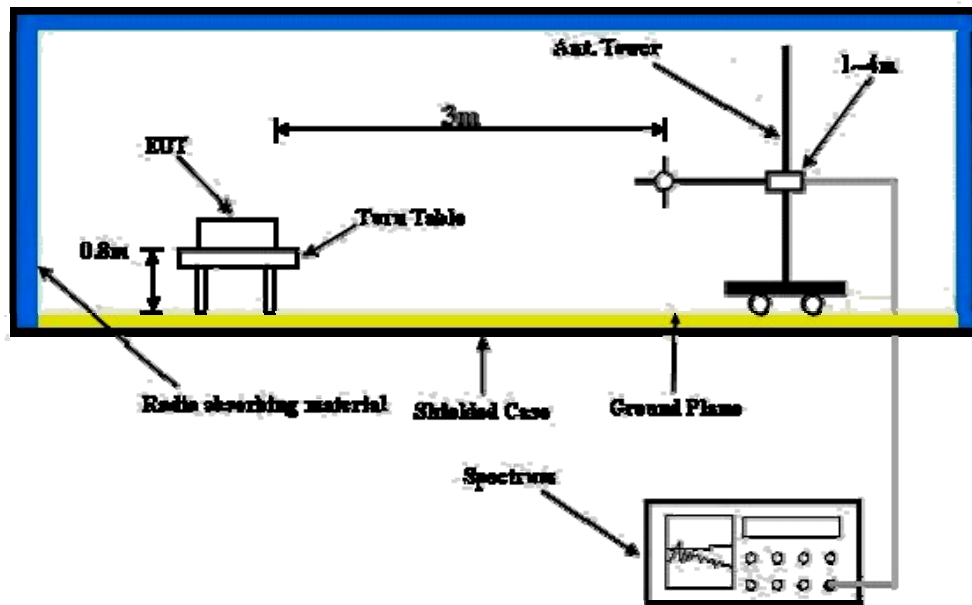 Ant. Tower
1-4m
3m
EUT
Turn Table
0.8m
Radio absorbing material
Shielded Case
Ground Plane
Spectrum